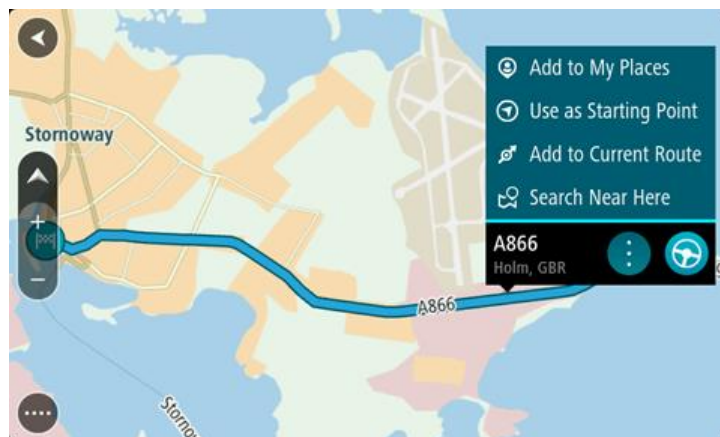 Add to My Places
Use as Starting Point
Add to Current Route
Search Near Here
Stornoway
A866
Holm, GBR
A866